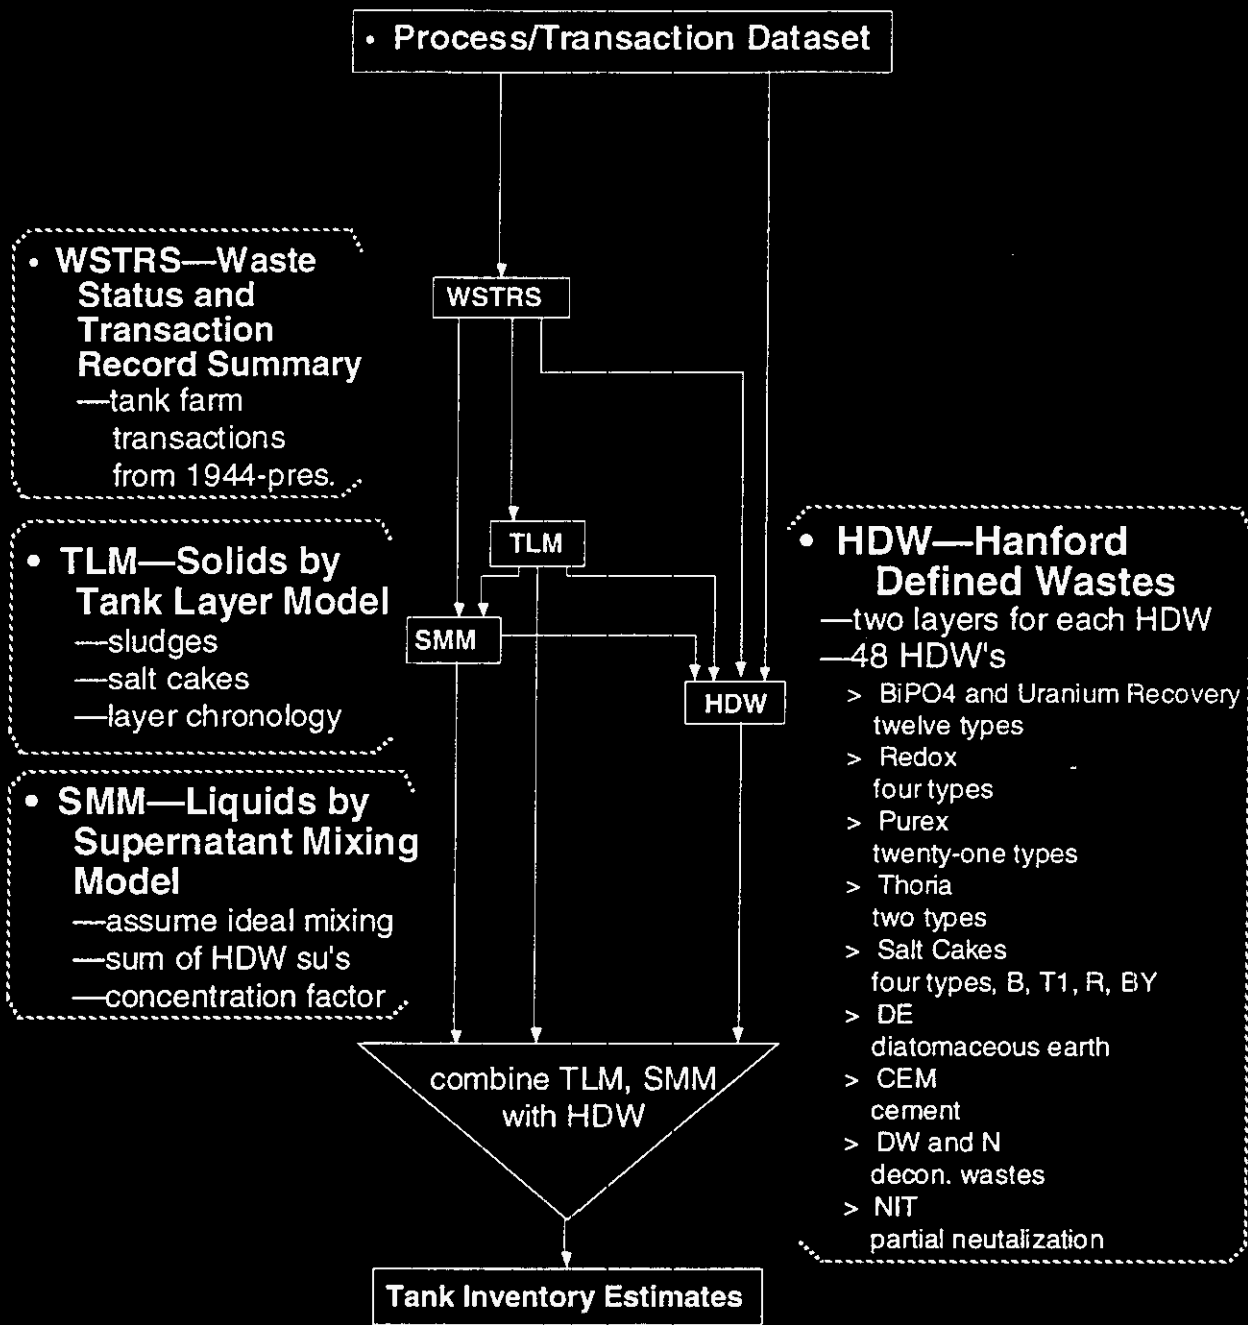 • Process/Transaction Dataset
• WSTRS—Waste
Status and
Transaction
Record Summary
—tank farm
transactions
from 1944-pres.
WSTRS
• TLM—Solids by
Tank Layer Model
—sludges
—salt cakes
—layer chronology
TLM
SMM
HDW
• SMM—Liquids by
Supernatant Mixing
Model
—assume ideal mixing
—sum of HDW su's
—concentration factor
• HDW—Hanford
Defined Wastes
—two layers for each HDW
—48 HDW's
> BiPO4 and Uranium Recovery
twelve types
> Redox
four types
> Purex
twenty-one types
> Thoria
two types
> Salt Cakes
four types, B, T1, R, BY
> DE
diatomaceous earth
> CEM
cement
> DW and N
decon. wastes
> NIT
partial neutalization
combine TLM, SMM
with HDW
Tank Inventory Estimates